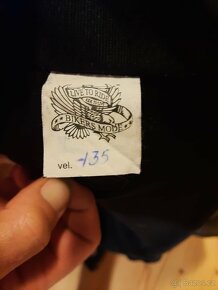 LIVE TO RIDE
BIKERS MODE
vel. 135